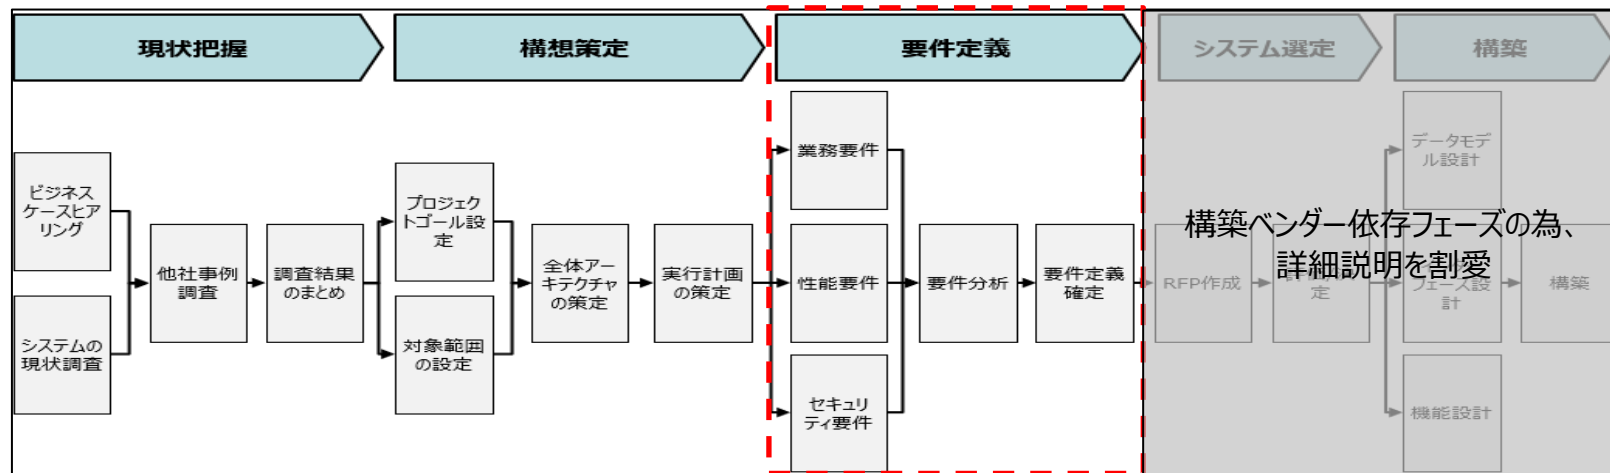 現状把握
構想策定
要件定義
システム選定
構築
ビジネス
ケースヒア
リング
システムの
現状調査
他社事例
調査
調査結果
のまとめ
プロジェク
トゴール設
定
対象範囲
の設定
全体アー
キテクチャ
の策定
実行計画
の策定
業務要件
性能要件
セキュリ
ティ要件
要件分析
要件定義
確定
RFP作成
定
データモデ
ル設計
フェーズ設
計
機能設計
構築
構築ベンダー依存フェーズの為、
詳細説明を割愛